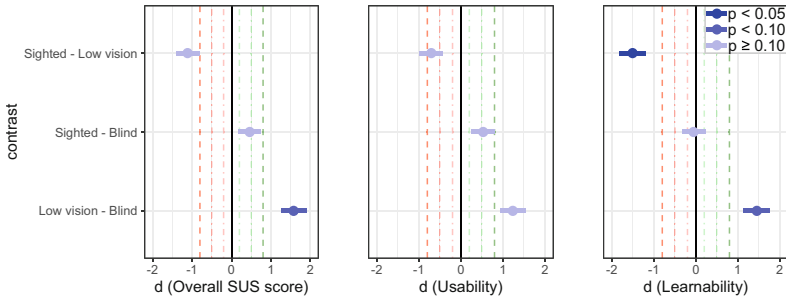 p < 0.05
p < 0.10
p ≥ 0.10
contrast
Sighted - Low vision
Sighted - Blind
Low vision - Blind
-2 -1 0 1 2
-2 -1 0 1 2
-2 -1 0 1 2
d (Overall SUS score)
d (Usability)
d (Learnability)